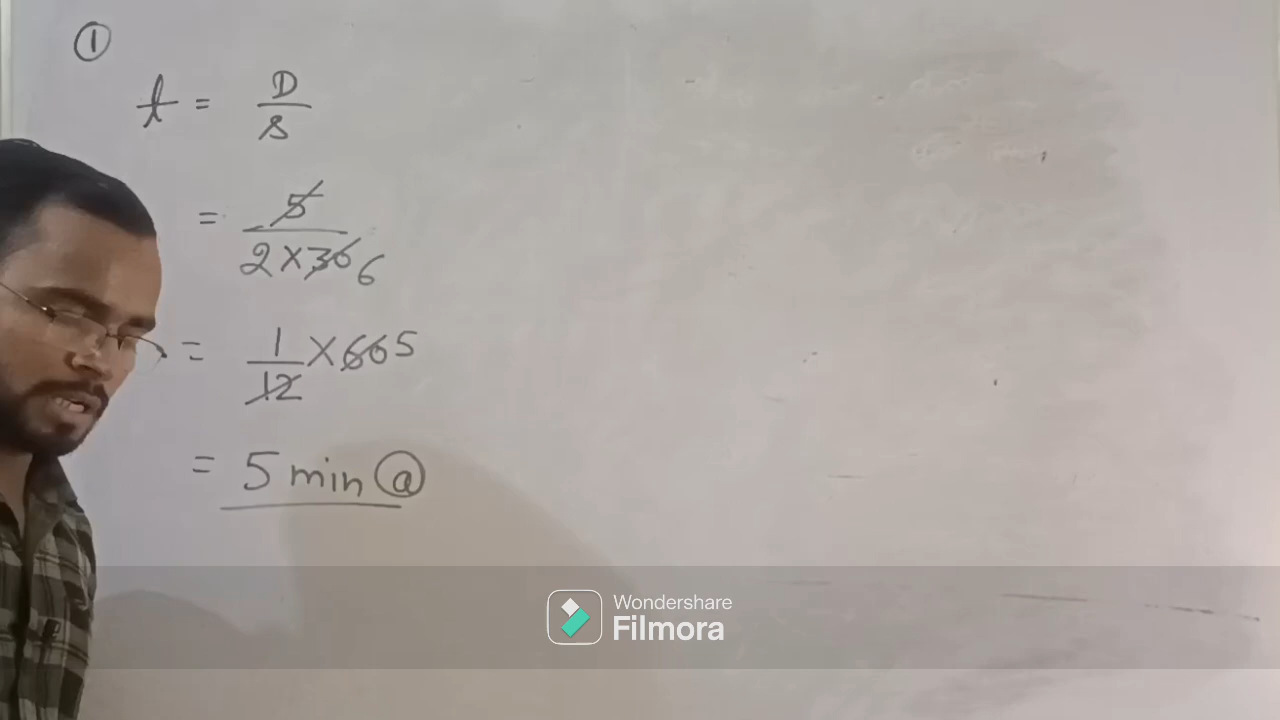 ①
t = D/s
= 5/2×30 6
= 1/12 × 60 5
= 5 min ⓐ
Wondershare
Filmora